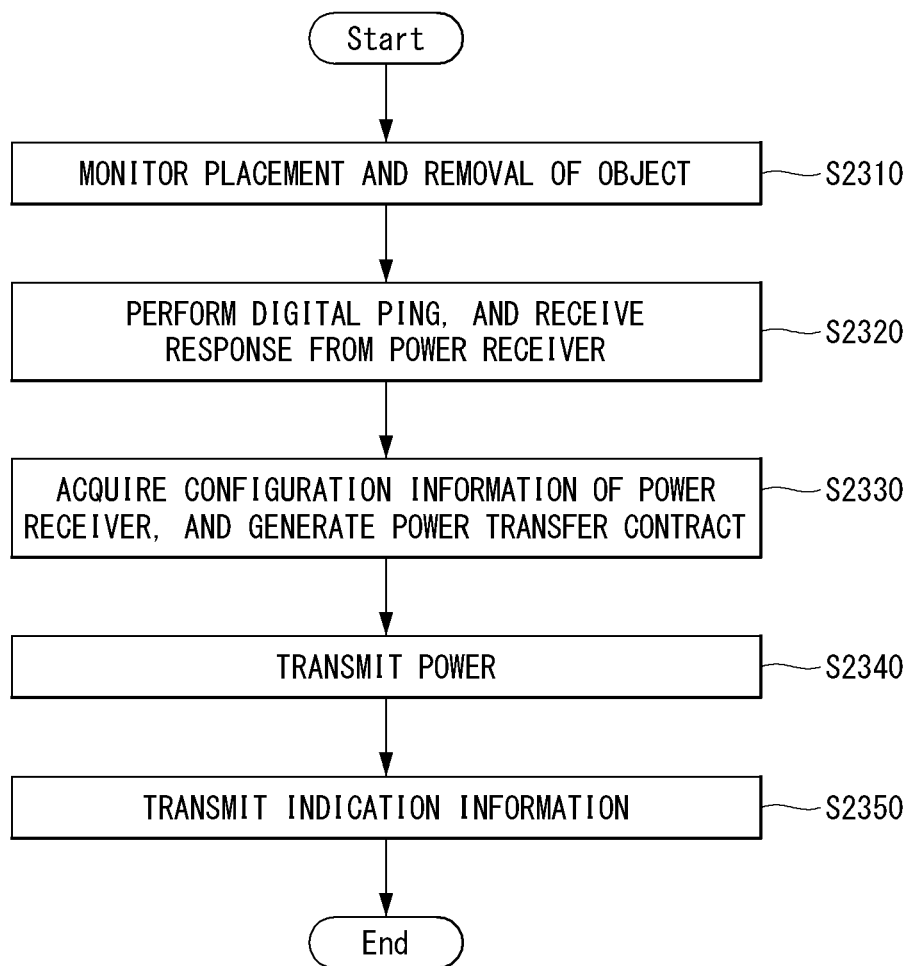 Start
MONITOR PLACEMENT AND REMOVAL OF OBJECT
S2310
PERFORM DIGITAL PING, AND RECEIVE
RESPONSE FROM POWER RECEIVER
S2320
ACQUIRE CONFIGURATION INFORMATION OF POWER
RECEIVER, AND GENERATE POWER TRANSFER CONTRACT
S2330
TRANSMIT POWER
S2340
TRANSMIT INDICATION INFORMATION
S2350
End